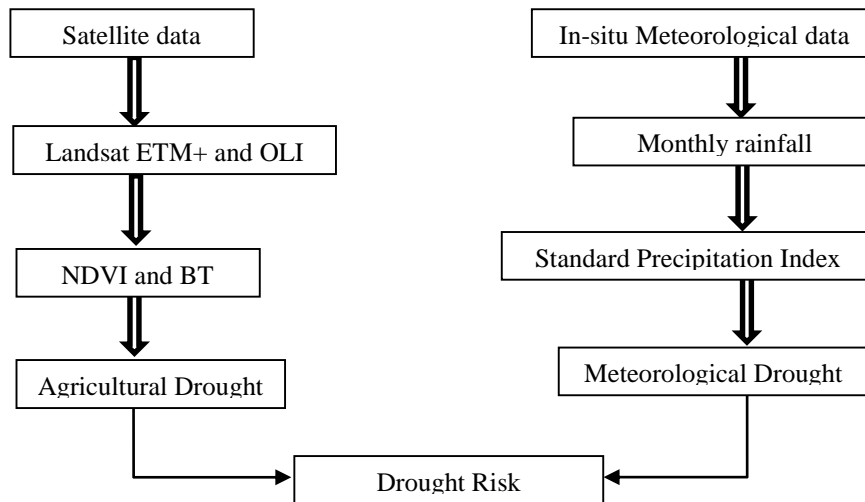 Satellite data
In-situ Meteorological data
Landsat ETM+ and OLI
Monthly rainfall
NDVI and BT
Standard Precipitation Index
Agricultural Drought
Meteorological Drought
Drought Risk